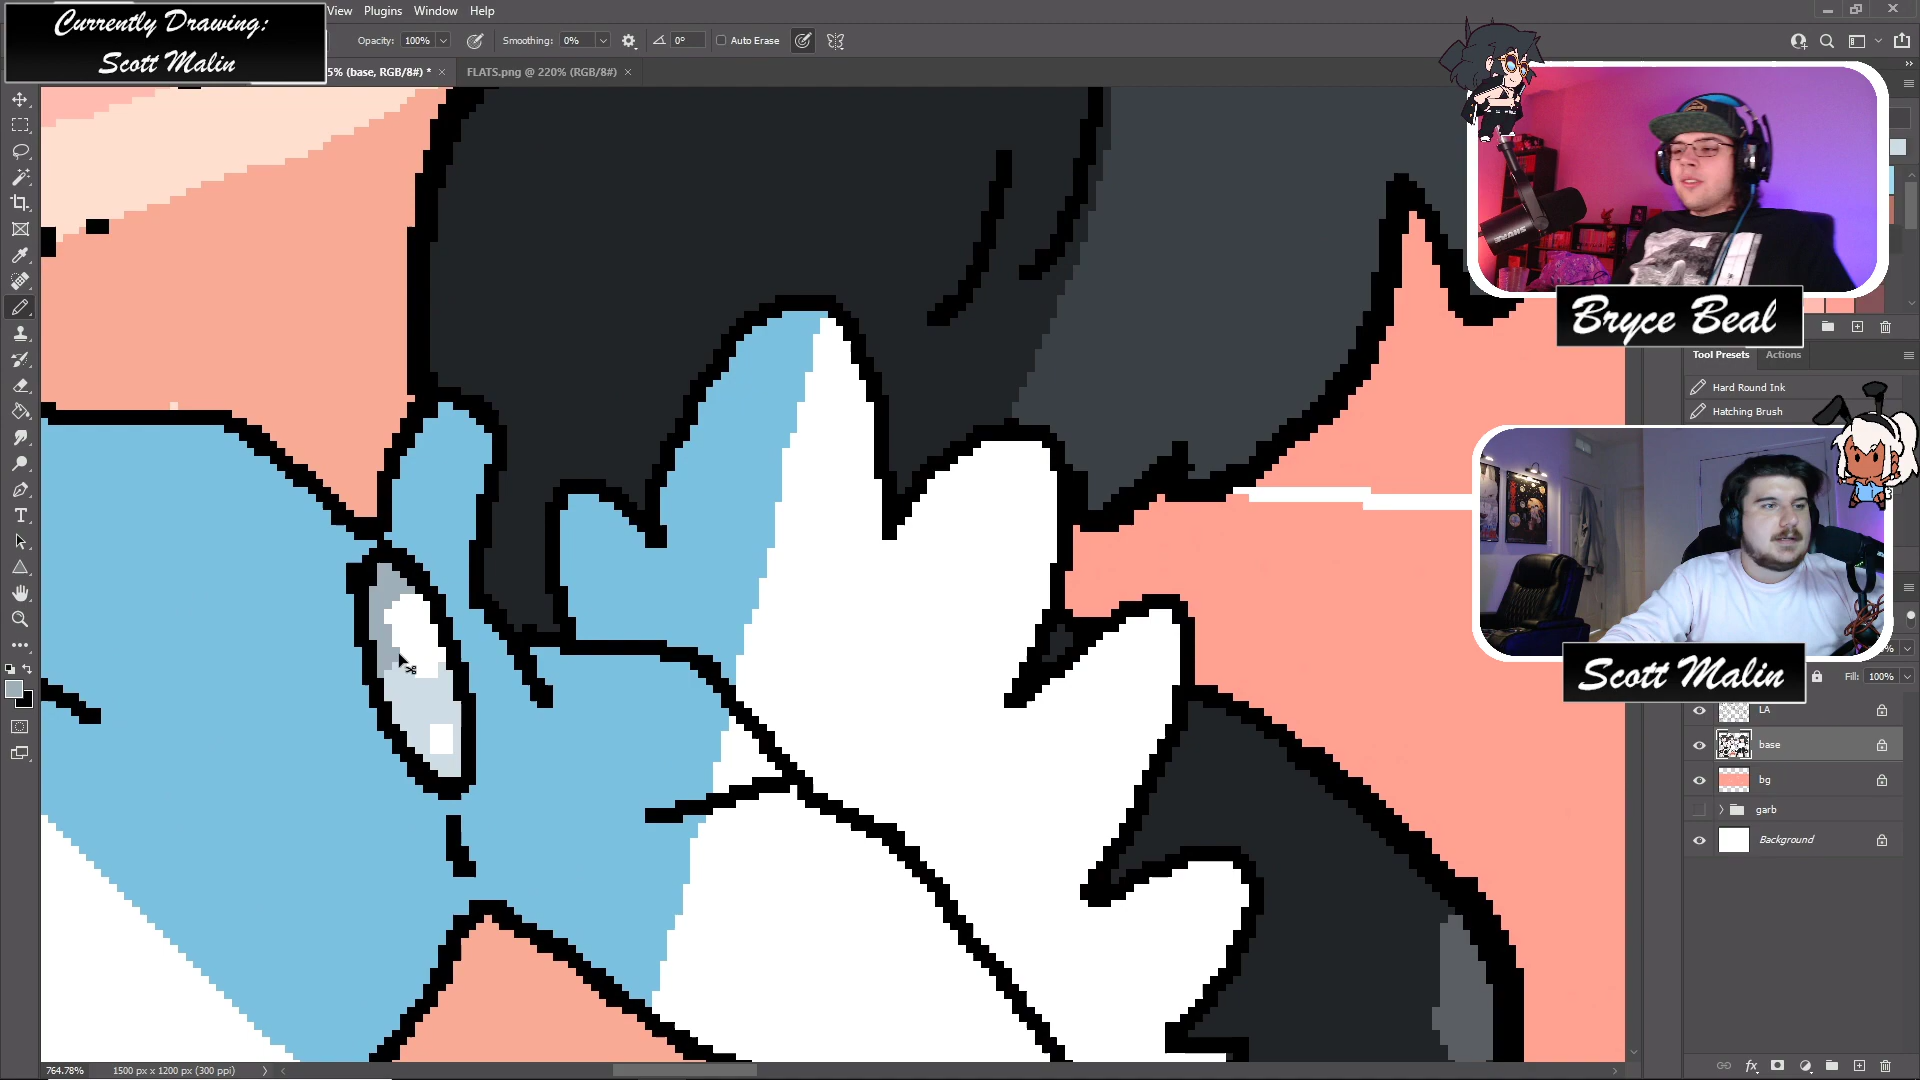 Currently Drawing:
Scott Malin
View Plugins Window Help
Opacity: 100% Smoothing: 0% 0° Auto Erase
5% (base, RGB/8#) * × FLATS.png @ 220% (RGB/8#) ×
Bryce Beal
Tool Presets Actions
Hard Round Ink
Hatching Brush
Scott Malin
Fill: 100%
LA
base
bg
garb
Background
764.78% 1500 px x 1200 px (300 ppi)